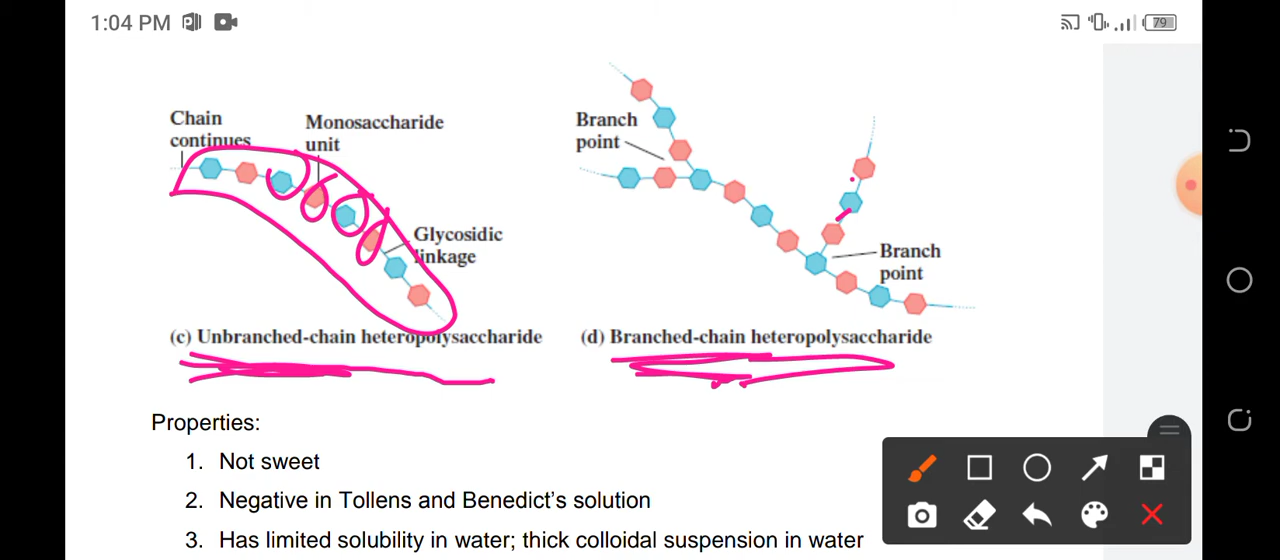 1:04 PM
79
Chain
continues
Monosaccharide
unit
Glycosidic
linkage
(c) Unbranched-chain heteropolysaccharide
Branch
point
Branch
point
(d) Branched-chain heteropolysaccharide
Properties:
1. Not sweet
2. Negative in Tollens and Benedict's solution
3. Has limited solubility in water; thick colloidal suspension in water